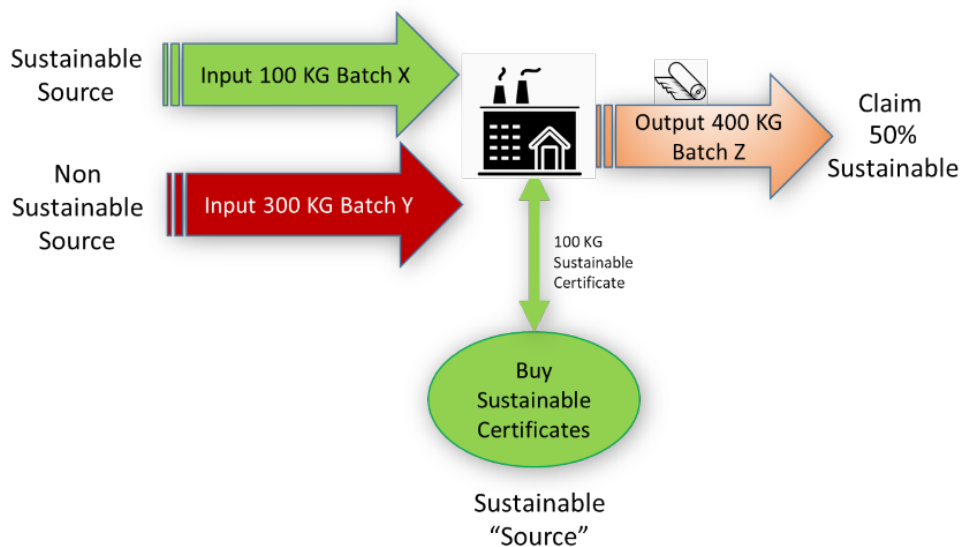 Sustainable
Source
Input 100 KG Batch X
Non
Sustainable
Source
Input 300 KG Batch Y
Output 400 KG
Batch Z
Claim
50%
Sustainable
100 KG
Sustainable
Certificate
Buy
Sustainable
Certificates
Sustainable
“Source”